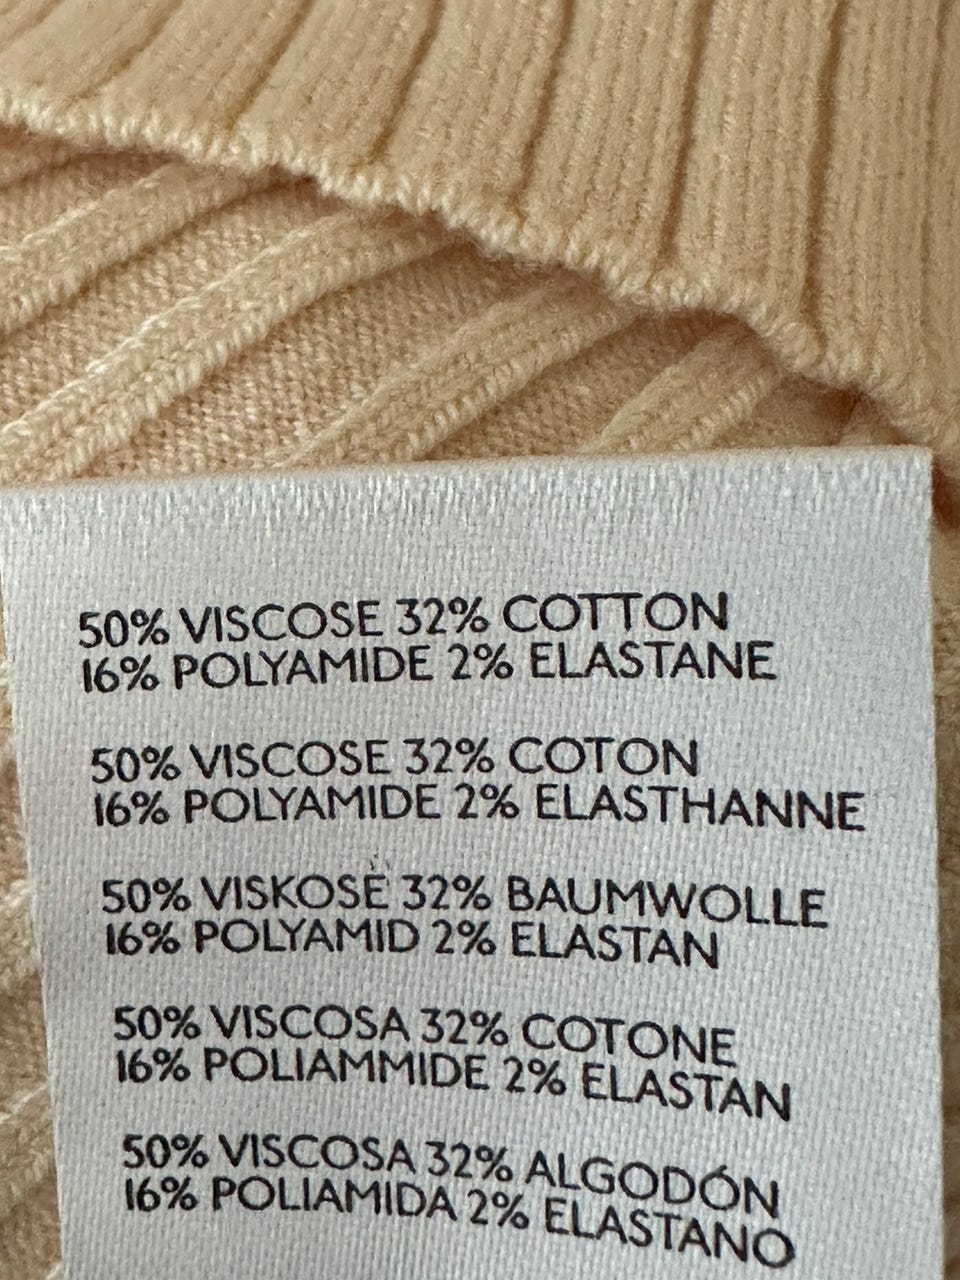 50% VISCOSE 32% COTTON
16% POLYAMIDE 2% ELASTANE
50% VISCOSE 32% COTON
16% POLYAMIDE 2% ELASTHANNE
50% VISKOSE 32% BAUMWOLLE
16% POLYAMID 2% ELASTAN
50% VISCOSA 32% COTONE
16% POLIAMMIDE 2% ELASTAN
50% VISCOSA 32% ALGODÓN
16% POLIAMIDA 2% ELASTANO